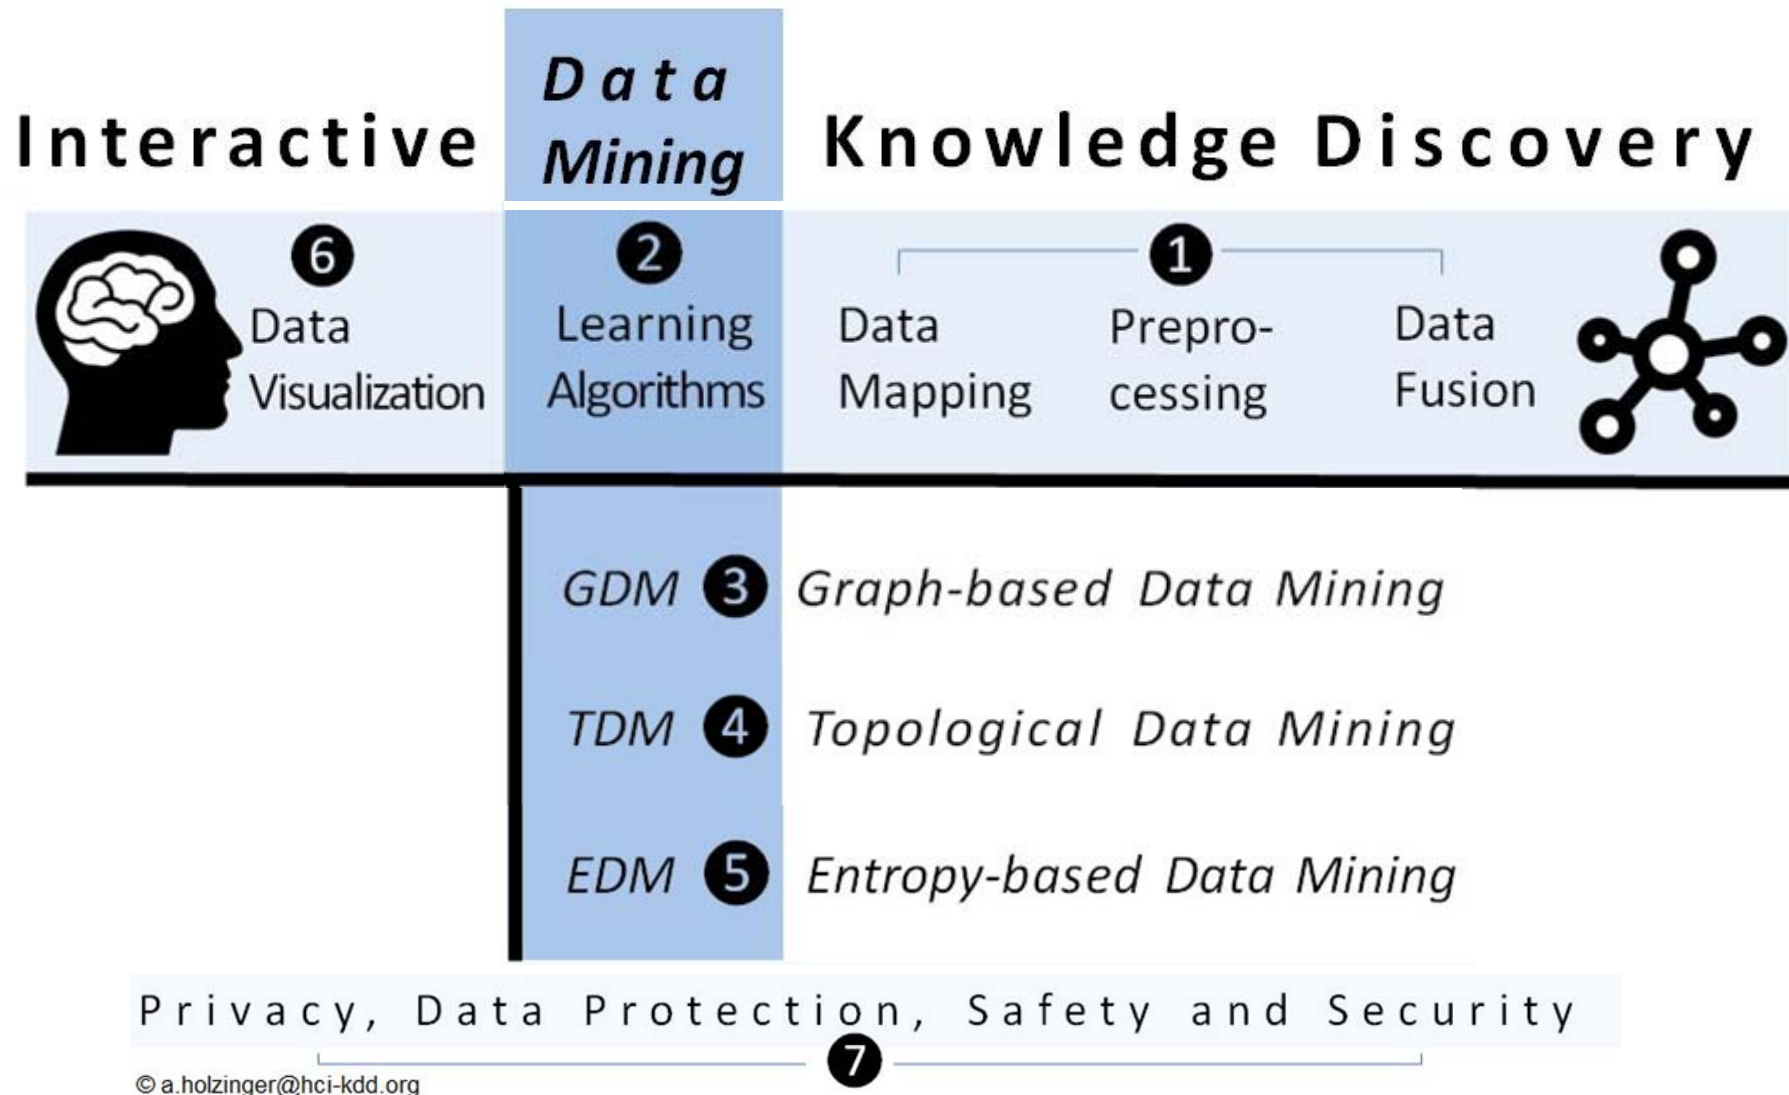 Interactive Data Mining Knowledge Discovery
6 2 1
Data Visualization
Learning Algorithms
Data Mapping
Prepro-
cessing
Data Fusion
GDM 3 Graph-based Data Mining
TDM 4 Topological Data Mining
EDM 5 Entropy-based Data Mining
Privacy, Data Protection, Safety and Security
7
© a.holzinger@hci-kdd.org